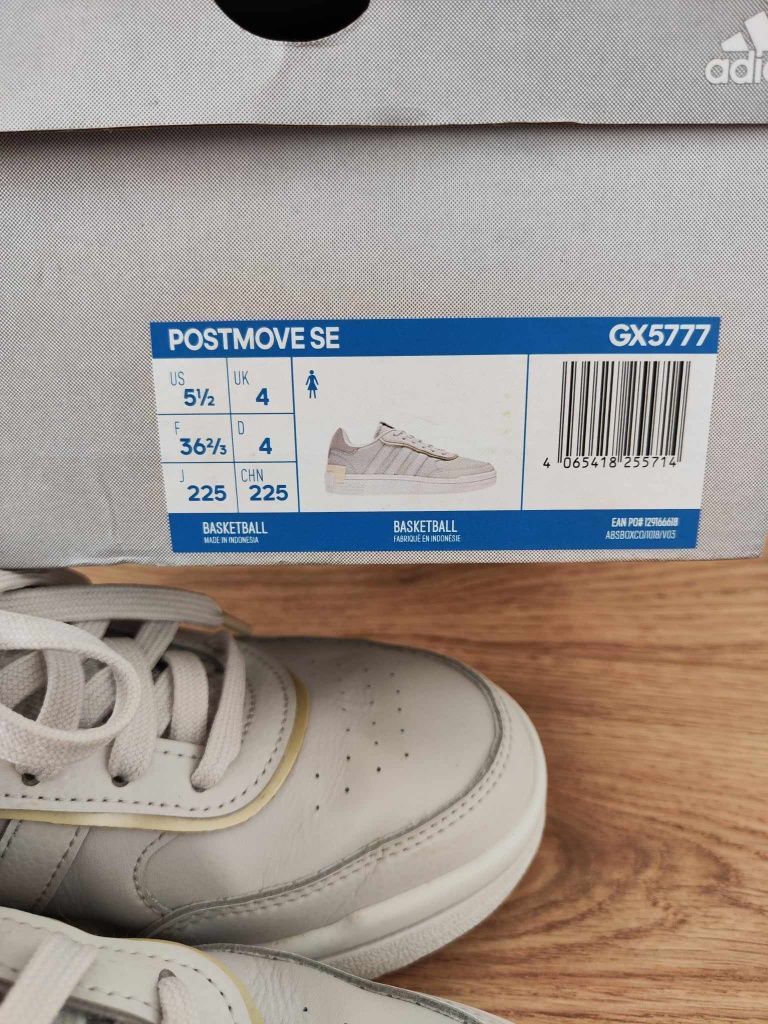 adidas
POSTMOVE SE GX5777
US 5½ UK 4
F 36⅔ D 4
J 225 CHN 225
4 065418 255714
BASKETBALL BASKETBALL EAN PO# 129166618
MADE IN INDONESIA FABRIQUÉ EN INDONÉSIE ABSBOXCO/1018/V03